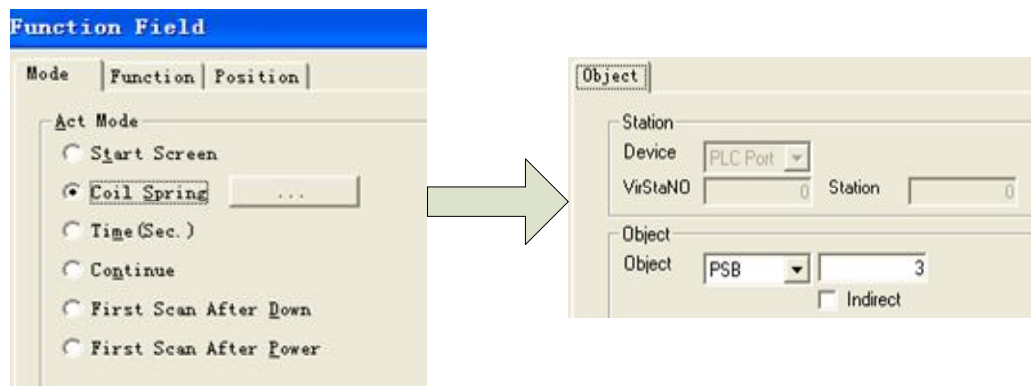 Function Field
Mode Function Position
Act Mode
Start Screen
Coil Spring ...
Time(Sec.)
Continue
First Scan After Down
First Scan After Power
Object
Station
Device PLC Port
VirStaNO 0 Station 0
Object
Object PSB 3
Indirect